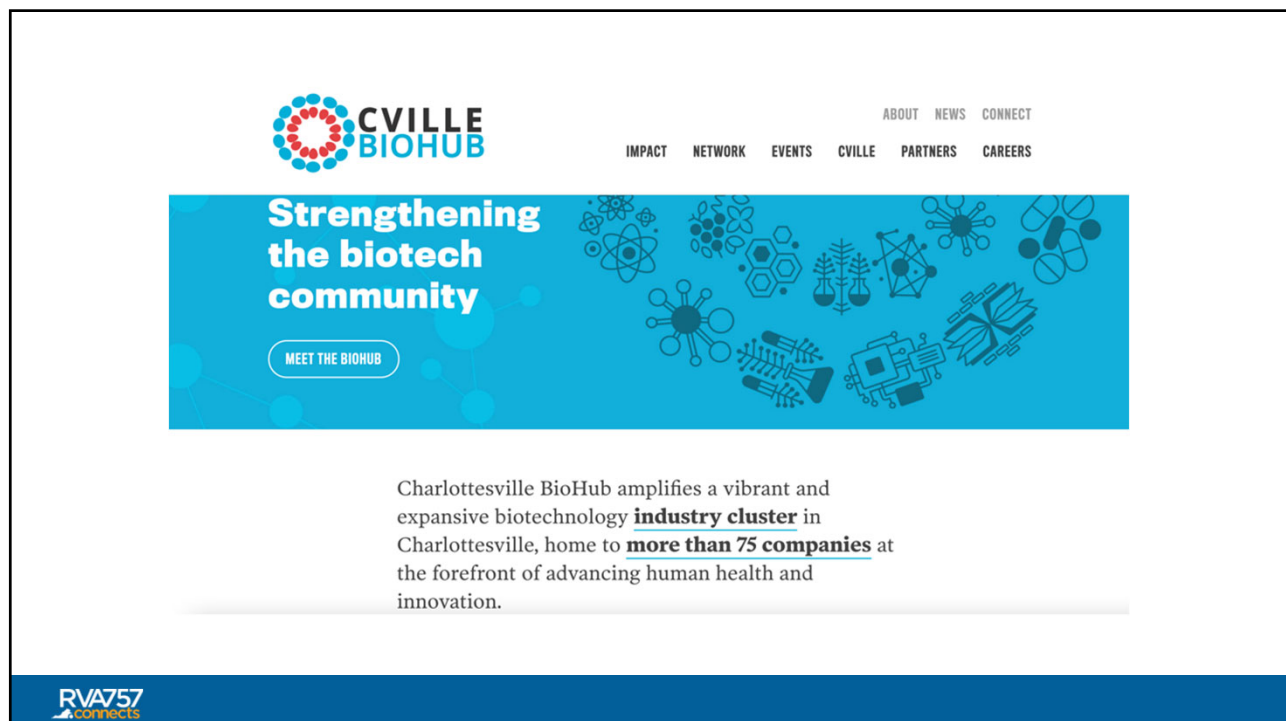 CVILLE
BIOHUB
ABOUT NEWS CONNECT
IMPACT NETWORK EVENTS CVILLE PARTNERS CAREERS
Strengthening
the biotech
community
MEET THE BIOHUB
Charlottesville BioHub amplifies a vibrant and
expansive biotechnology industry cluster in
Charlottesville, home to more than 75 companies at
the forefront of advancing human health and
innovation.
RVA757
connects